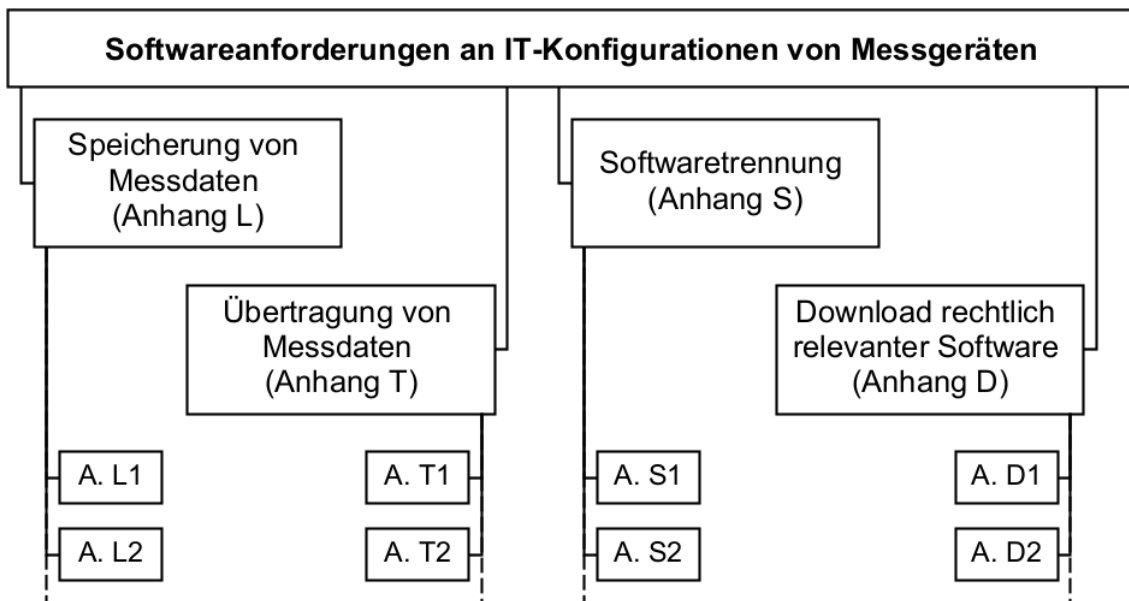 Softwareanforderungen an IT-Konfigurationen von Messgeräten
Speicherung von
Messdaten
(Anhang L)
Softwaretrennung
(Anhang S)
Übertragung von
Messdaten
(Anhang T)
Download rechtlich
relevanter Software
(Anhang D)
A. L1
A. T1
A. S1
A. D1
A. L2
A. T2
A. S2
A. D2